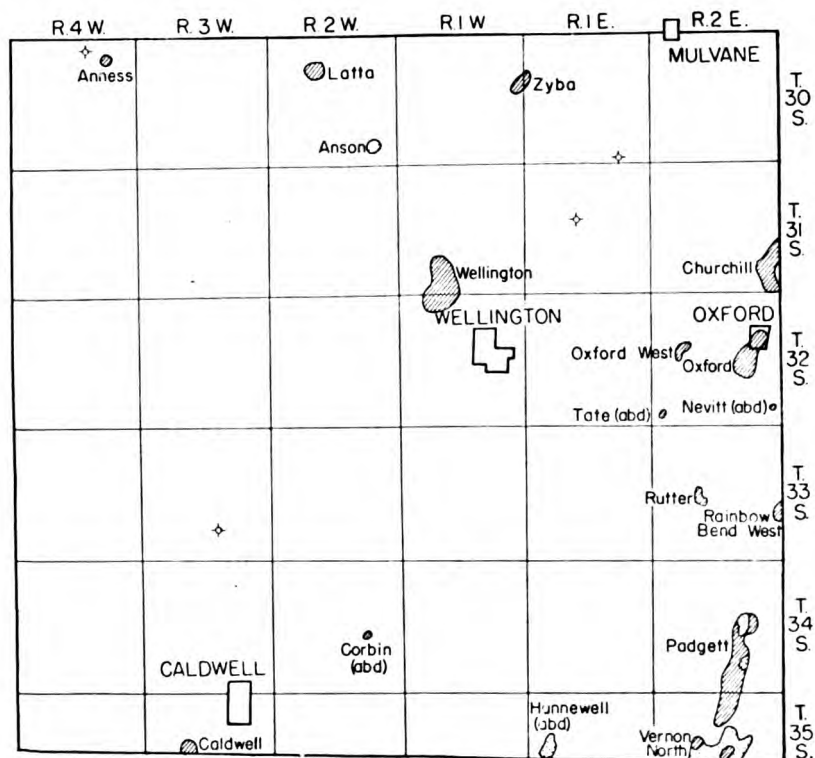 R.4 W. R. 3 W. R. 2 W. R.1 W R.1 E. R.2 E.
MULVANE
T.
30
S.
Anness
Latta
Zyba
Anson
T.
31
S.
Wellington
Churchill
WELLINGTON
OXFORD
T.
32
S.
Oxford West
Oxford
Tate (abd)
Nevitt (abd)
T.
33
S.
Rutter
Rainbow
Bend West
T.
34
S.
Corbin
(abd)
Padgett
CALDWELL
T.
35
S.
Hunnewell
(abd)
Caldwell
Vernon
North